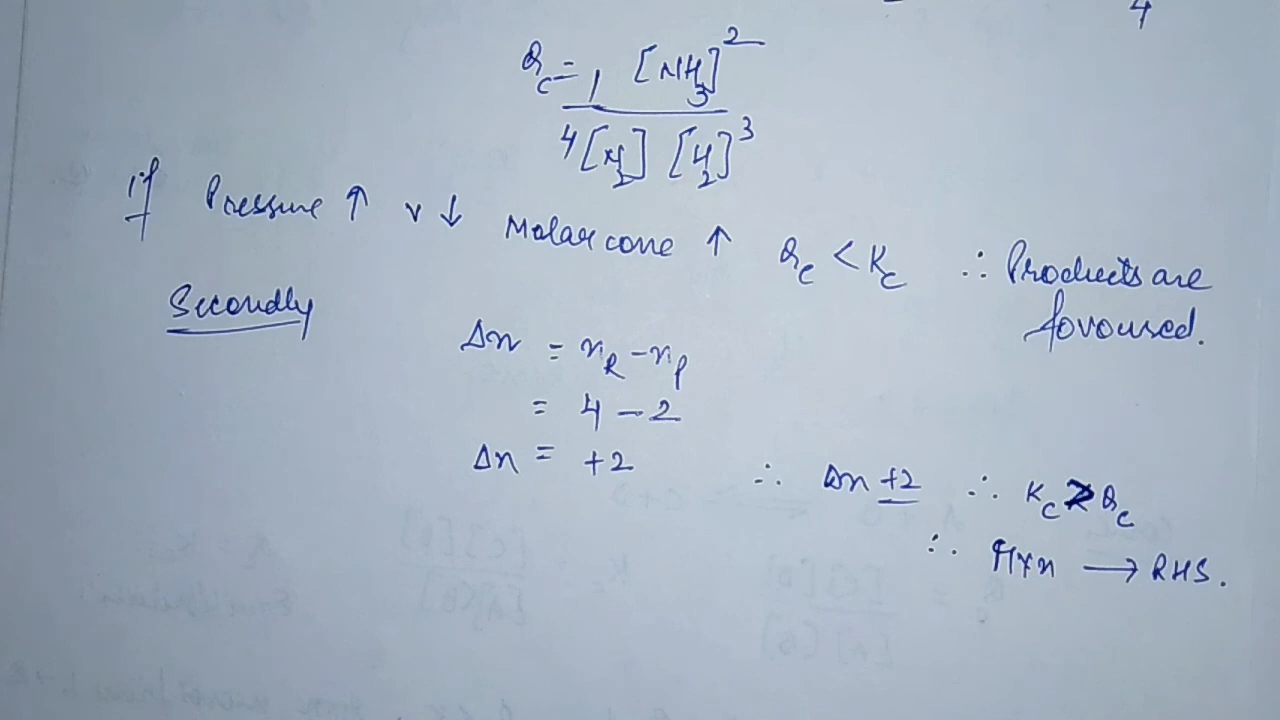 4
Qc = 1 [NH3]²
4[N2] [H2]³
if Pressure ↑ v ↓ Molar conc ↑ Qc < Kc ∴ Products are
favoured.
Secondly
Δn = nR - nP
= 4 - 2
Δn = +2 ∴ Δn +2 ∴ Kc > Qc
∴ rxn → RHS.